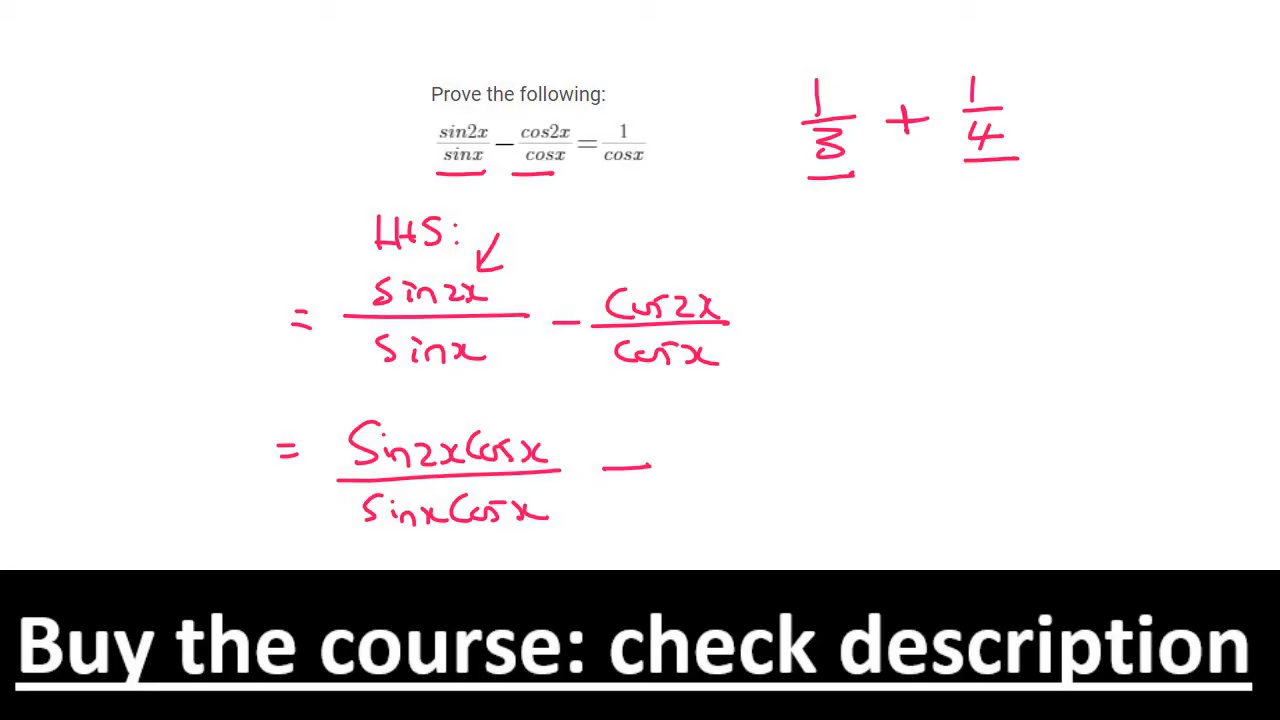 Prove the following:
sin2x/sinx − cos2x/cosx = 1/cosx
1/3 + 1/4
LHS:
= sin2x/sinx − cos2x/cosx
= Sin2xCosx/SinxCosx −
Buy the course: check description